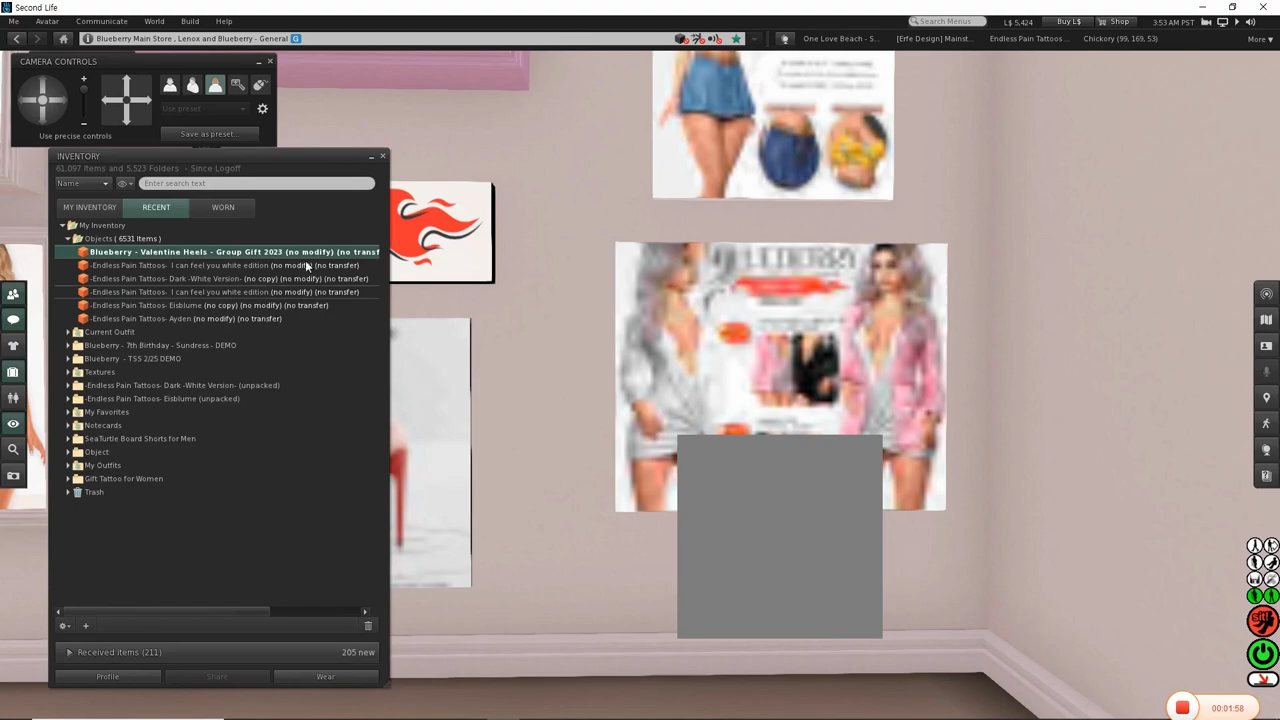 Second Life
Me Avatar Communicate World Build Help
Search Menus
L$ 5,424
Buy L$
Shop
3:53 AM PST
Blueberry Main Store , Lenox and Blueberry - General G
One Love Beach - S...
[Erfe Design] Mainst...
Endless Pain Tattoos ...
Chickory (99, 169, 53)
More ▾
CAMERA CONTROLS
Use preset
Use precise controls
Save as preset...
INVENTORY
61,097 Items and 5,523 Folders - Since Logoff
Name
Enter search text
MY INVENTORY RECENT WORN
My Inventory
Objects ( 6531 Items )
Blueberry - Valentine Heels - Group Gift 2023 (no modify) (no transf
-Endless Pain Tattoos- I can feel you white edition (no modify) (no transfer)
-Endless Pain Tattoos- Dark -White Version- (no copy) (no modify) (no transfer)
-Endless Pain Tattoos- I can feel you white edition (no modify) (no transfer)
-Endless Pain Tattoos- Eisblume (no copy) (no modify) (no transfer)
-Endless Pain Tattoos- Ayden (no modify) (no transfer)
Current Outfit
Blueberry - 7th Birthday - Sundress - DEMO
Blueberry - TSS 2/25 DEMO
Textures
-Endless Pain Tattoos- Dark -White Version- (unpacked)
-Endless Pain Tattoos- Eisblume (unpacked)
My Favorites
Notecards
SeaTurtle Board Shorts for Men
Object
My Outfits
Gift Tattoo for Women
Trash
Received items (211)
205 new
Profile Share Wear
sit!
00:01:58